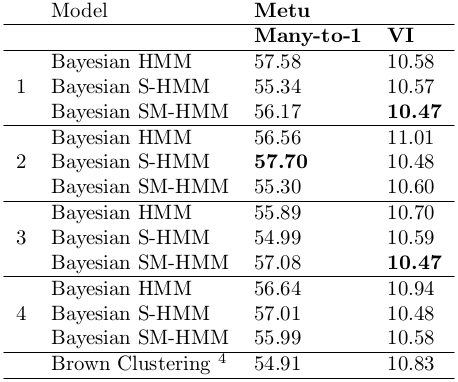 Model Metu
Many-to-1 VI
Bayesian HMM 57.58 10.58
1 Bayesian S-HMM 55.34 10.57
Bayesian SM-HMM 56.17 10.47
Bayesian HMM 56.56 11.01
2 Bayesian S-HMM 57.70 10.48
Bayesian SM-HMM 55.30 10.60
Bayesian HMM 55.89 10.70
3 Bayesian S-HMM 54.99 10.59
Bayesian SM-HMM 57.08 10.47
Bayesian HMM 56.64 10.94
4 Bayesian S-HMM 57.01 10.48
Bayesian SM-HMM 55.99 10.58
Brown Clustering 4 54.91 10.83